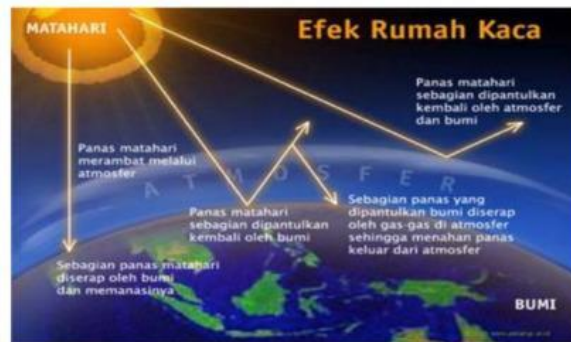 MATAHARI
Efek Rumah Kaca
Panas matahari
sebagian dipantulkan
kembali oleh atmosfer
dan bumi
Panas matahari
merambat melalui
atmosfer
ATMOSFER
Panas matahari
sebagian dipantulkan
kembali oleh bumi
Sebagian panas yang
dipantulkan bumi diserap
oleh gas-gas di atmosfer
sehingga menahan panas
keluar dari atmosfer
Sebagian panas matahari
diserap oleh bumi
dan memanasinya
BUMI